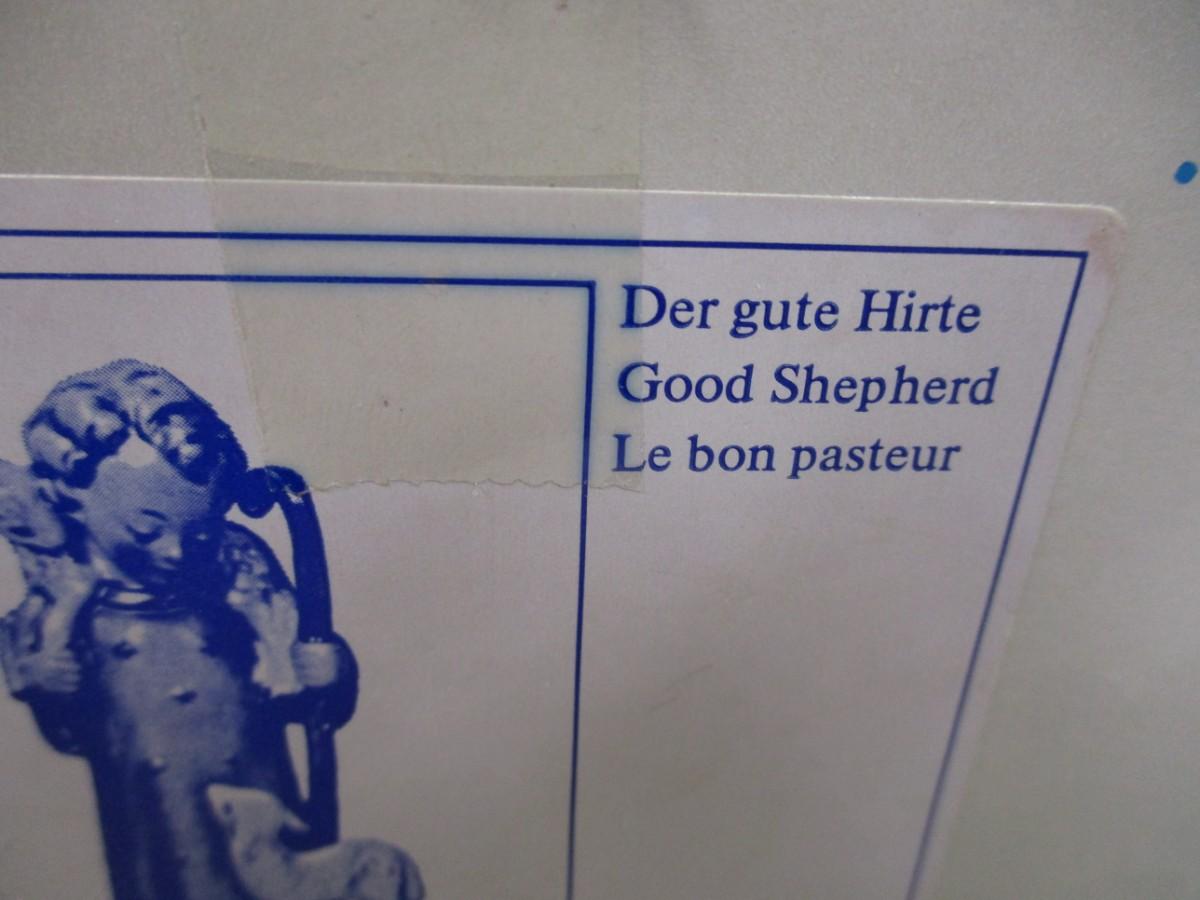 Der gute Hirte
Good Shepherd
Le bon pasteur